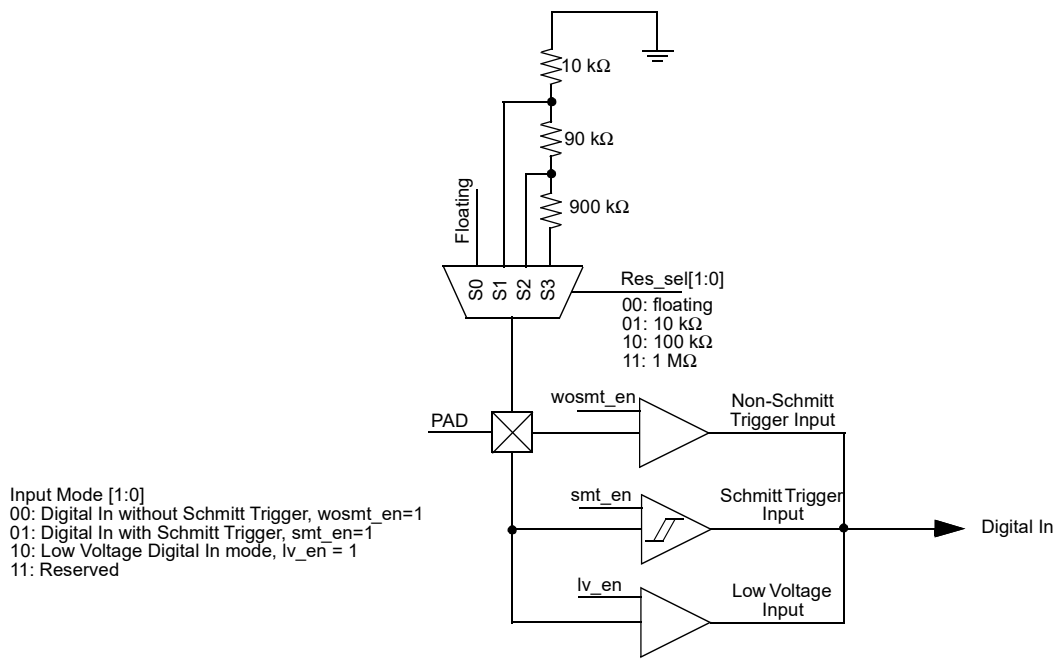 10 kΩ
90 kΩ
900 kΩ
Floating
S0
S1
S2
S3
Res_sel[1:0]
00: floating
01: 10 kΩ
10: 100 kΩ
11: 1 MΩ
PAD
wosmt_en
Non-Schmitt
Trigger Input
Input Mode [1:0]
00: Digital In without Schmitt Trigger, wosmt_en=1
01: Digital In with Schmitt Trigger, smt_en=1
10: Low Voltage Digital In mode, lv_en = 1
11: Reserved
smt_en
Schmitt Trigger
Input
Digital In
lv_en
Low Voltage
Input